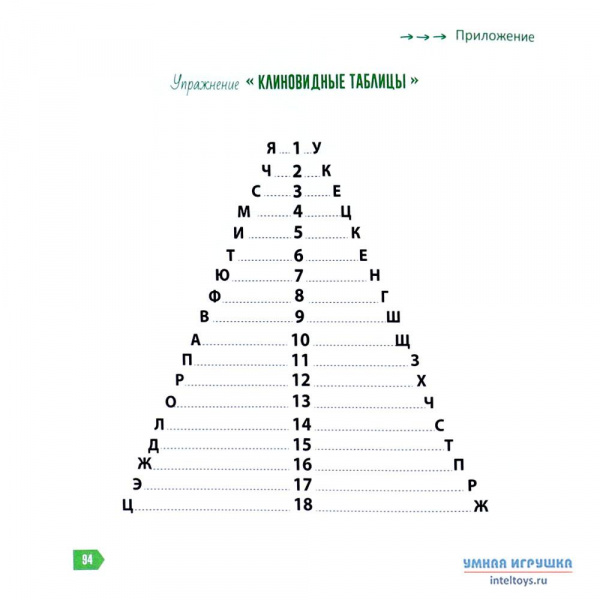 →→→ Приложение
Упражнение « КЛИНОВИДНЫЕ ТАБЛИЦЫ »
Я 1 У
Ч 2 К
С 3 Е
М 4 Ц
И 5 К
Т 6 Е
Ю 7 Н
Ф 8 Г
В 9 Ш
А 10 Щ
П 11 З
Р 12 Х
О 13 Ч
Л 14 С
Д 15 Т
Ж 16 П
Э 17 Р
Ц 18 Ж
94
УМНАЯ ИГРУШКА
inteltoys.ru